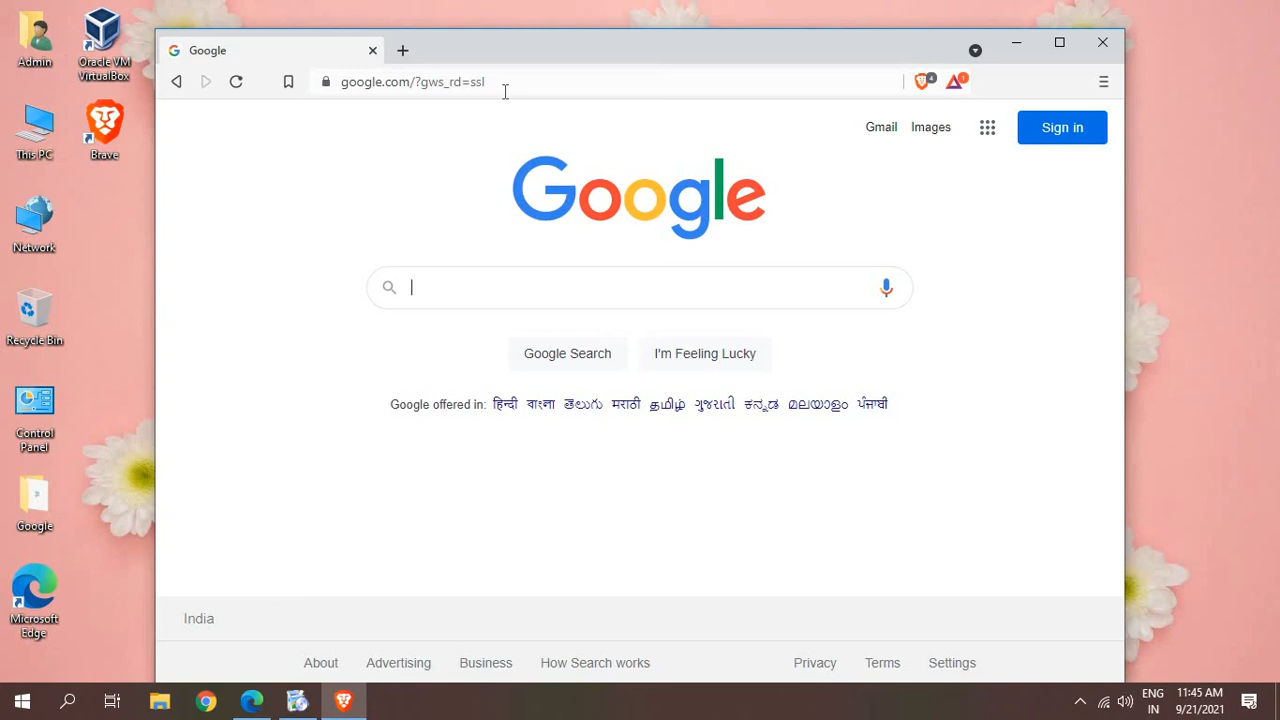 Admin
Oracle VM
VirtualBox
This PC
Brave
Network
Recycle Bin
Control
Panel
Google
Microsoft
Edge
Google
google.com/?gws_rd=ssl
4
1
Gmail Images
Sign in
Google
Google Search
I'm Feeling Lucky
Google offered in: हिन्दी বাংলা తెలుగు मराठी தமிழ் ગુજરાતી ಕನ್ನಡ മലയാളം ਪੰਜਾਬੀ
India
About Advertising Business How Search works Privacy Terms Settings
ENG
IN
11:45 AM
9/21/2021